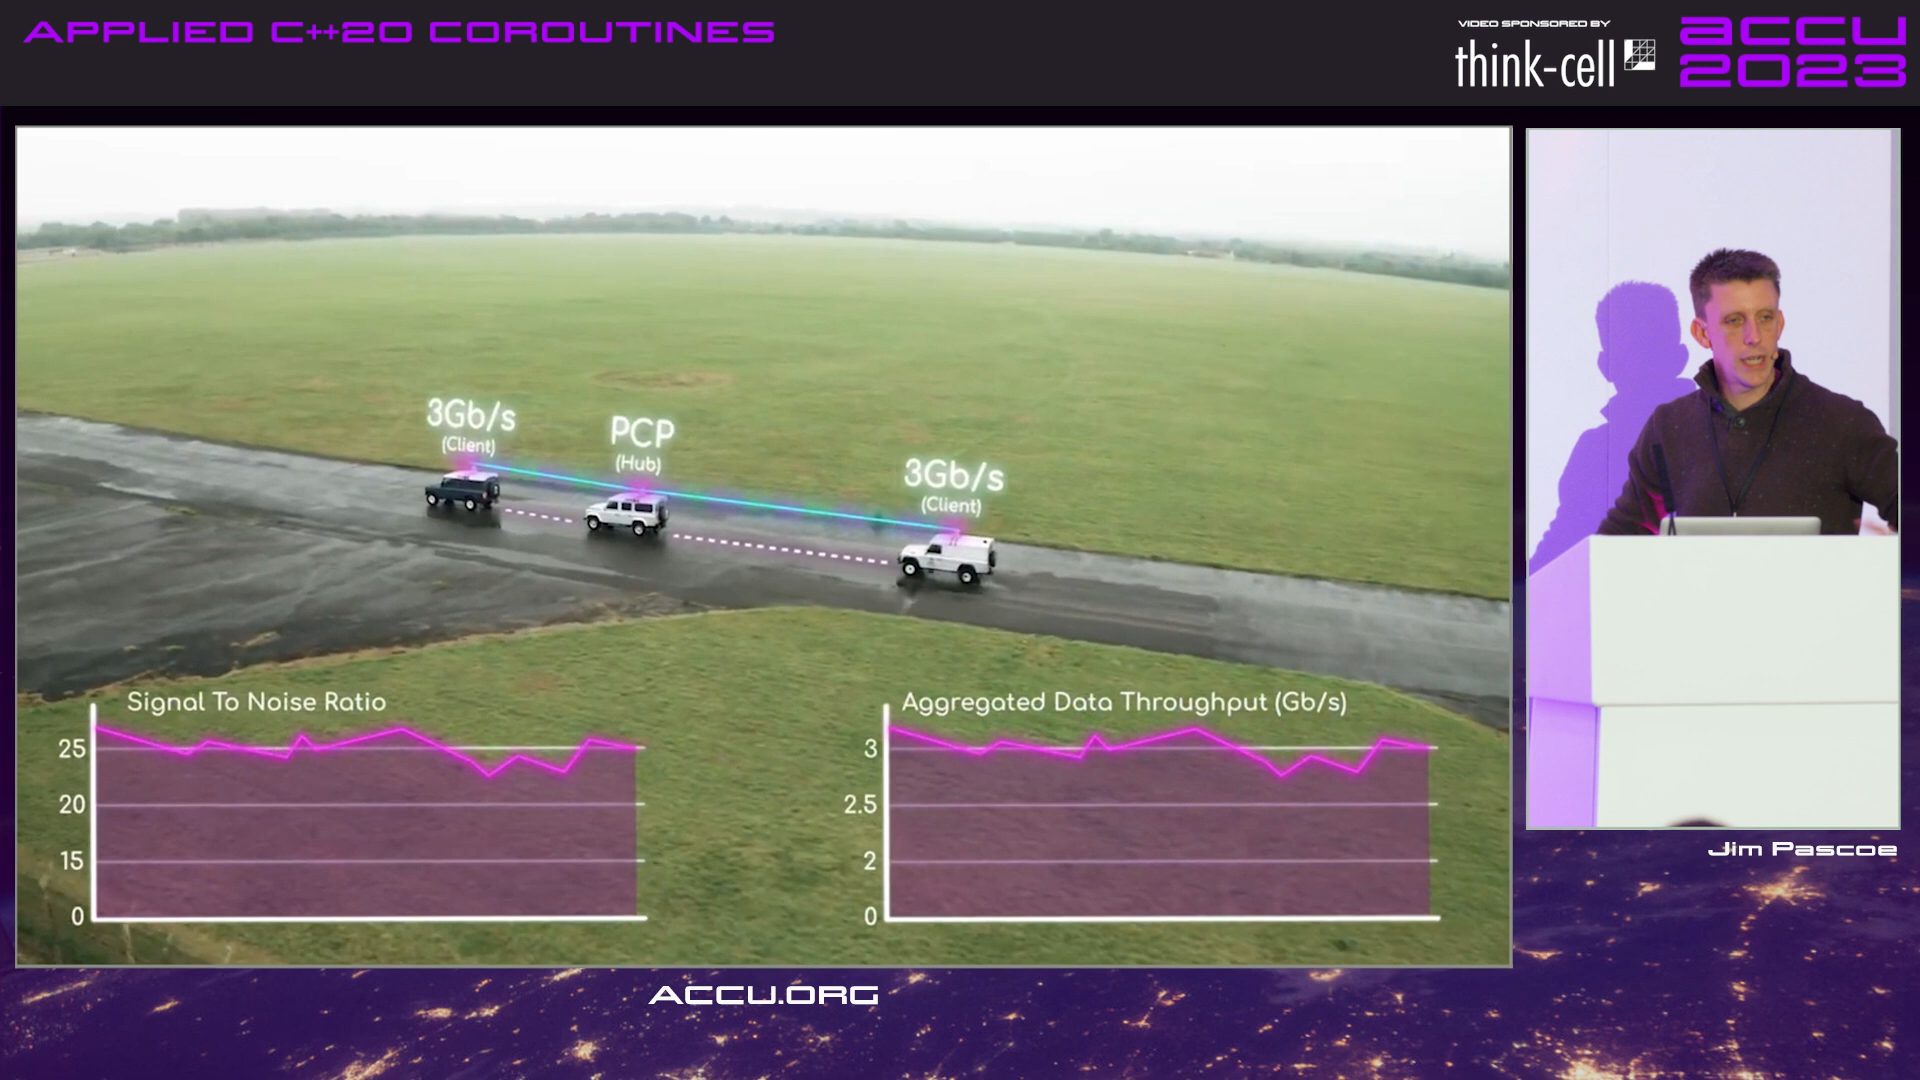 APPLIED C++20 COROUTINES
VIDEO SPONSORED BY
think-cell
accu
2023
3Gb/s
(Client)
PCP
(Hub)
3Gb/s
(Client)
Signal To Noise Ratio
25
20
15
0
Aggregated Data Throughput (Gb/s)
3
2.5
2
0
Jim Pascoe
ACCU.ORG